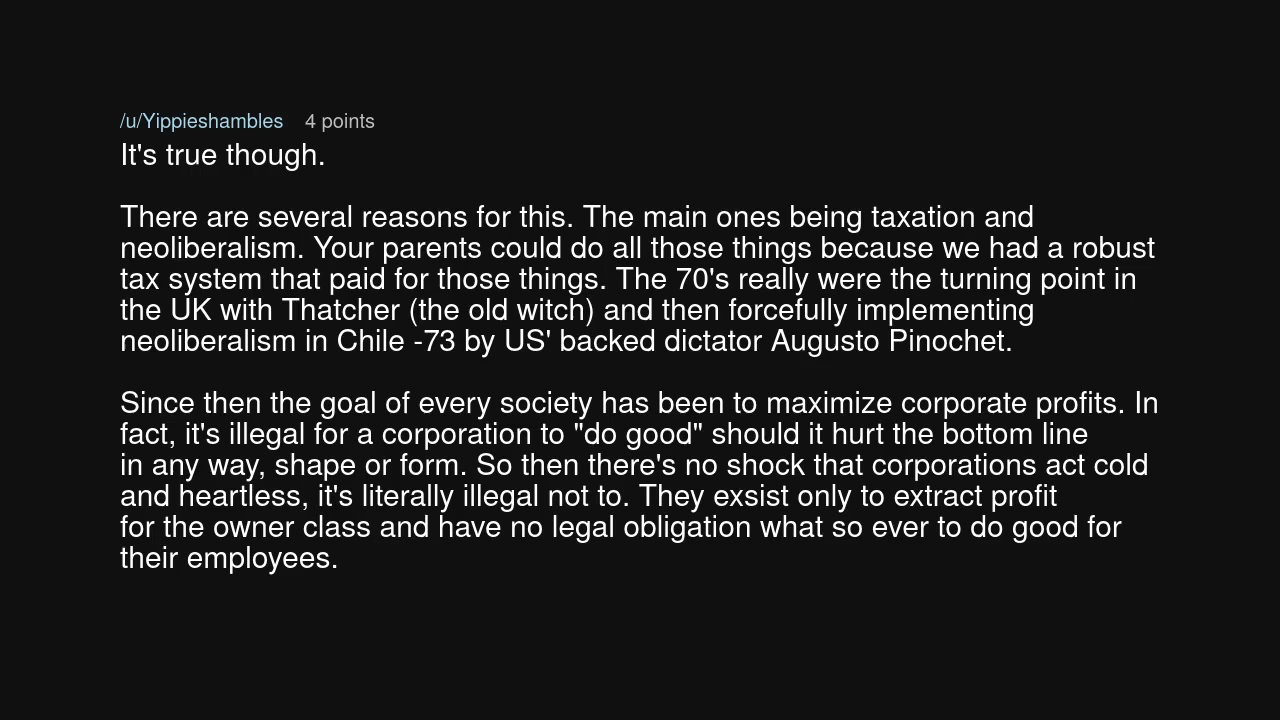 /u/Yippieshambles 4 points
It's true though.
There are several reasons for this. The main ones being taxation and
neoliberalism. Your parents could do all those things because we had a robust
tax system that paid for those things. The 70's really were the turning point in
the UK with Thatcher (the old witch) and then forcefully implementing
neoliberalism in Chile -73 by US' backed dictator Augusto Pinochet.
Since then the goal of every society has been to maximize corporate profits. In
fact, it's illegal for a corporation to "do good" should it hurt the bottom line
in any way, shape or form. So then there's no shock that corporations act cold
and heartless, it's literally illegal not to. They exsist only to extract profit
for the owner class and have no legal obligation what so ever to do good for
their employees.